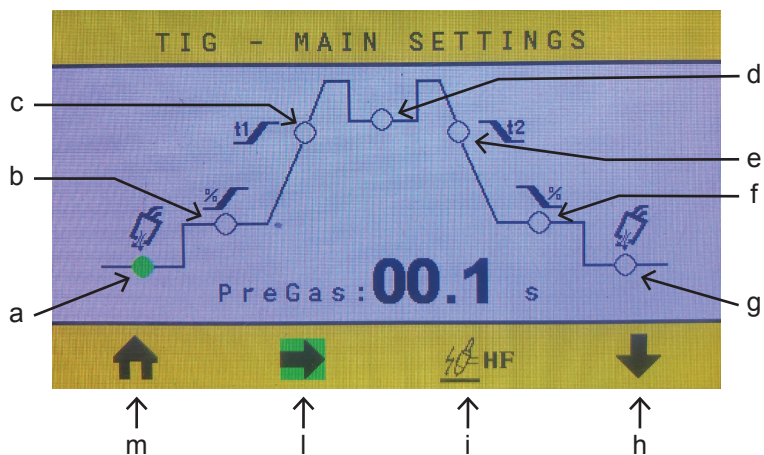 TIG - MAIN SETTINGS
c
d
t1
t2
e
b
%
%
f
a
PreGas: 00.1 s
g
HF
m
l
i
h